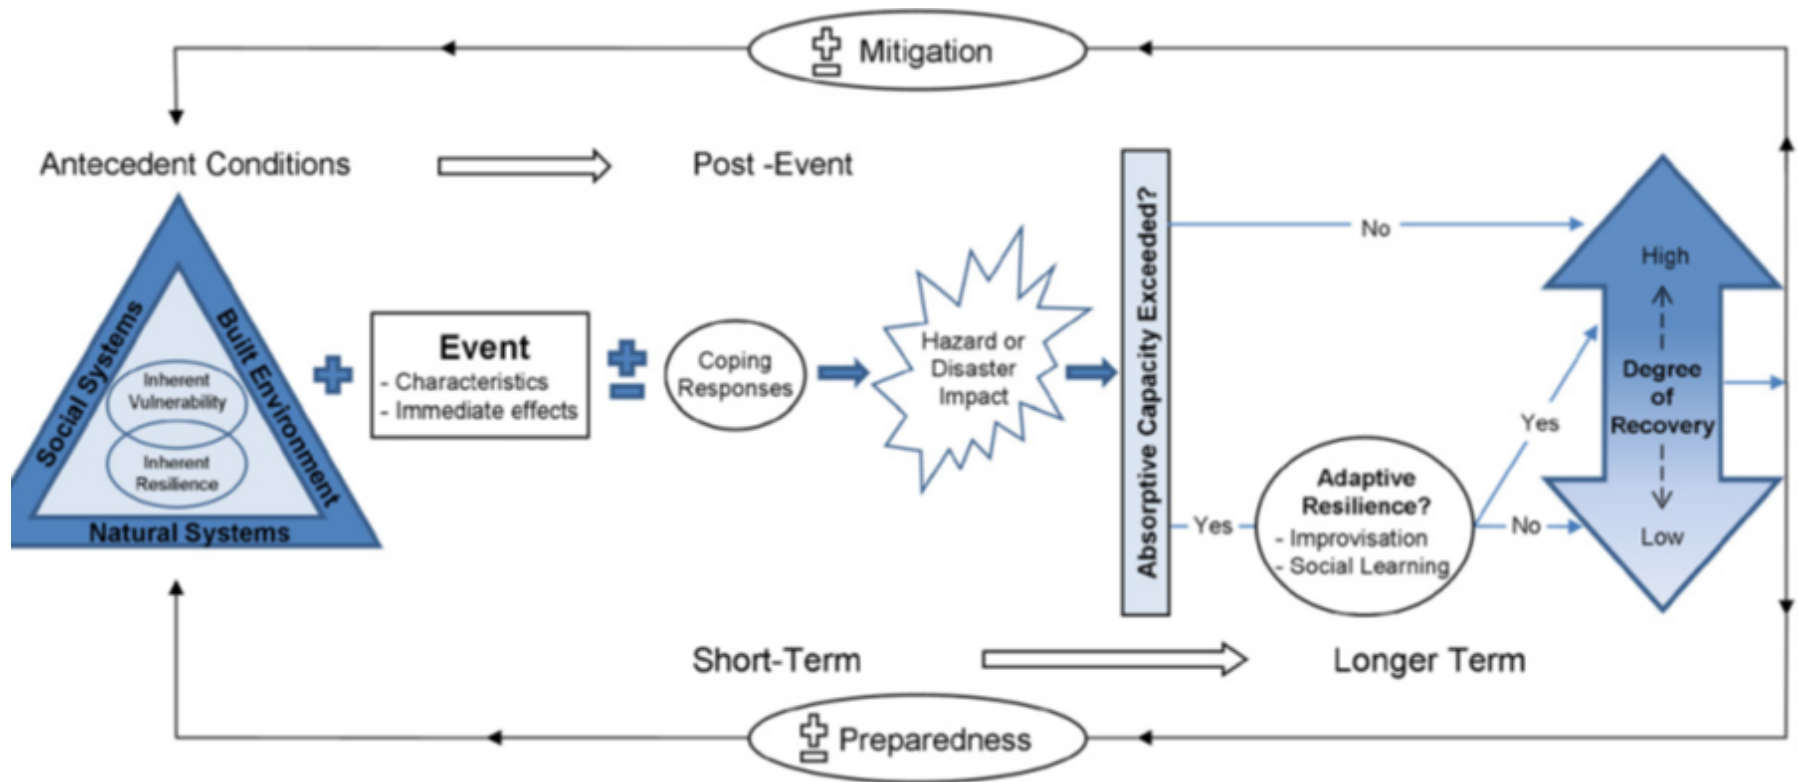 ± Mitigation
Antecedent Conditions
Post -Event
Social Systems
Built Environment
Natural Systems
Inherent
Vulnerability
Inherent
Resilience
+
Event
- Characteristics
- Immediate effects
±
Coping
Responses
Hazard or
Disaster
Impact
Absorptive Capacity Exceeded?
No
Yes
Adaptive
Resilience?
- Improvisation
- Social Learning
Yes
No
High
Degree
of
Recovery
Low
Short-Term
Longer Term
± Preparedness